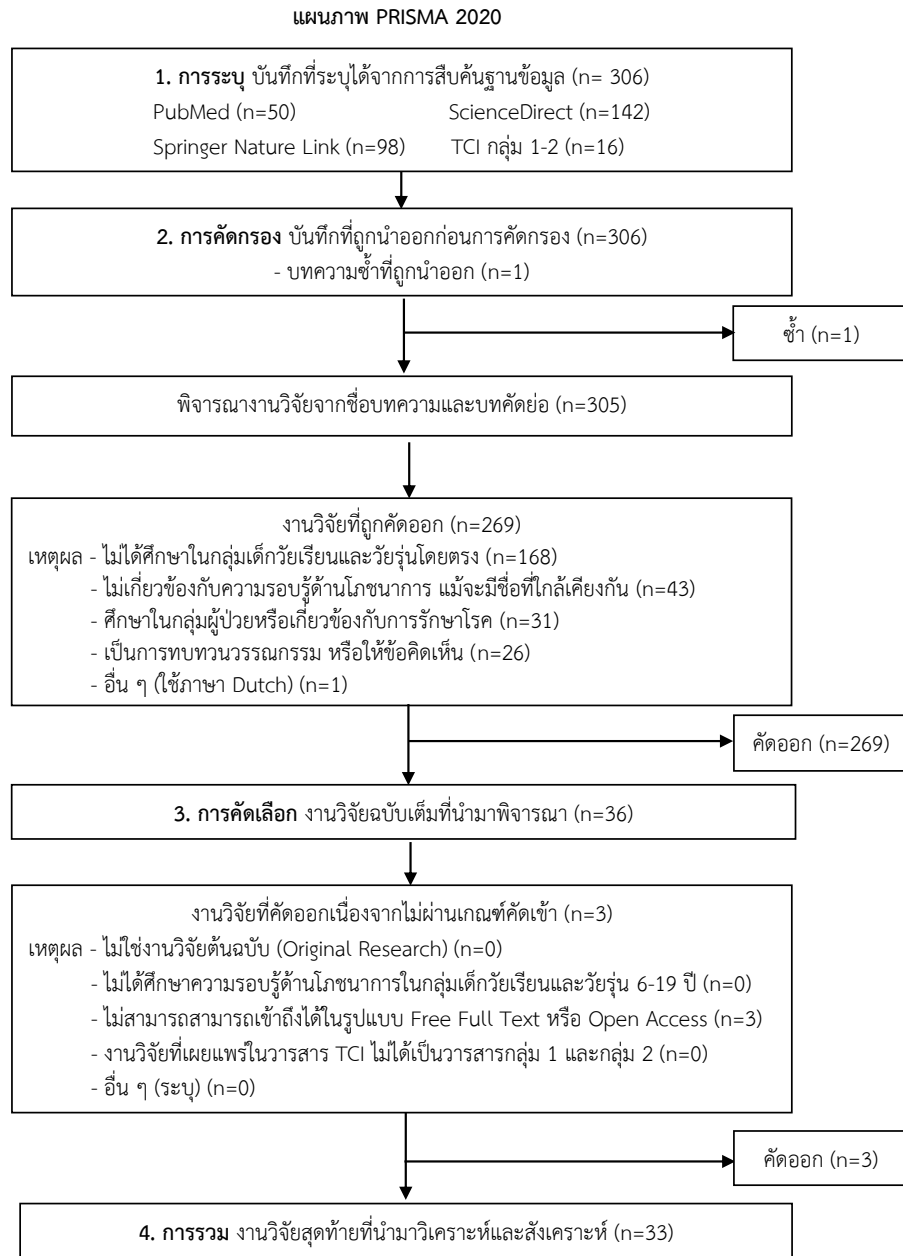 แผนภาพ PRISMA 2020
1. การระบุ บันทึกที่ระบุได้จากการสืบค้นฐานข้อมูล (n= 306)
PubMed (n=50) ScienceDirect (n=142)
Springer Nature Link (n=98) TCI กลุ่ม 1-2 (n=16)
2. การคัดกรอง บันทึกที่ถูกนำออกก่อนการคัดกรอง (n=306)
- บทความซ้ำที่ถูกนำออก (n=1)
ซ้ำ (n=1)
พิจารณางานวิจัยจากชื่อบทความและบทคัดย่อ (n=305)
งานวิจัยที่ถูกคัดออก (n=269)
เหตุผล - ไม่ได้ศึกษาในกลุ่มเด็กวัยเรียนและวัยรุ่นโดยตรง (n=168)
- ไม่เกี่ยวข้องกับความรอบรู้ด้านโภชนาการ แม้จะมีชื่อที่ใกล้เคียงกัน (n=43)
- ศึกษาในกลุ่มผู้ป่วยหรือเกี่ยวข้องกับการรักษาโรค (n=31)
- เป็นการทบทวนวรรณกรรม หรือให้ข้อคิดเห็น (n=26)
- อื่น ๆ (ใช้ภาษา Dutch) (n=1)
คัดออก (n=269)
3. การคัดเลือก งานวิจัยฉบับเต็มที่นำมาพิจารณา (n=36)
งานวิจัยที่คัดออกเนื่องจากไม่ผ่านเกณฑ์คัดเข้า (n=3)
เหตุผล - ไม่ใช่งานวิจัยต้นฉบับ (Original Research) (n=0)
- ไม่ได้ศึกษาความรอบรู้ด้านโภชนาการในกลุ่มเด็กวัยเรียนและวัยรุ่น 6-19 ปี (n=0)
- ไม่สามารถสามารถเข้าถึงได้ในรูปแบบ Free Full Text หรือ Open Access (n=3)
- งานวิจัยที่เผยแพร่ในวารสาร TCI ไม่ได้เป็นวารสารกลุ่ม 1 และกลุ่ม 2 (n=0)
- อื่น ๆ (ระบุ) (n=0)
คัดออก (n=3)
4. การรวม งานวิจัยสุดท้ายที่นำมาวิเคราะห์และสังเคราะห์ (n=33)